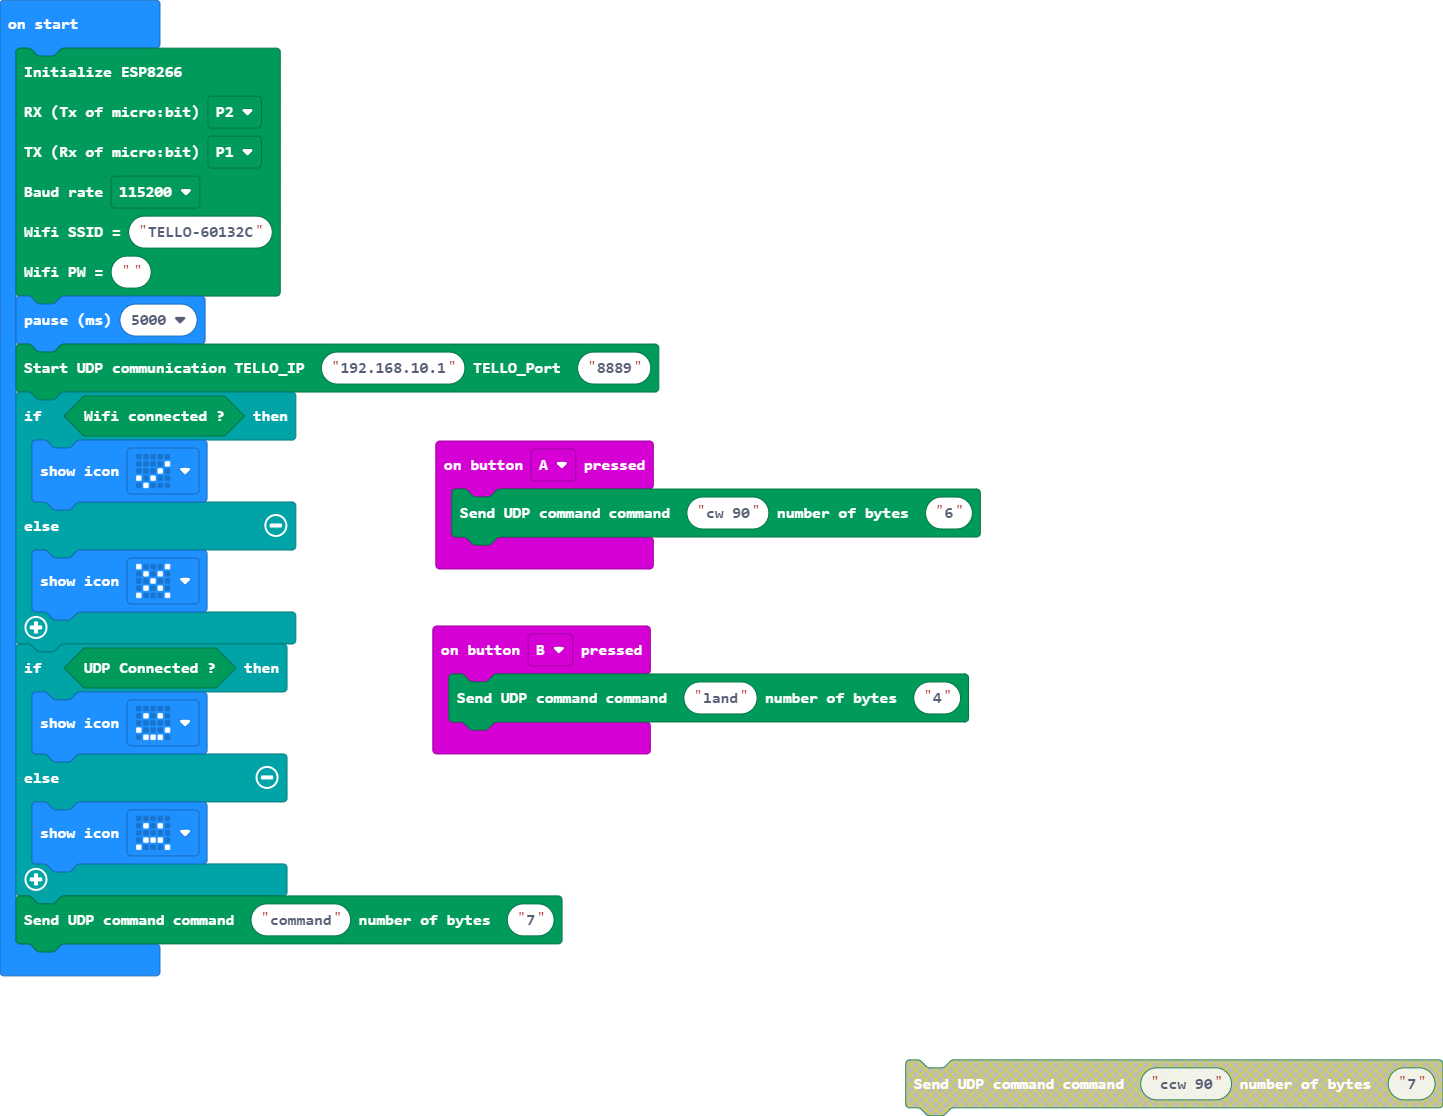 on start
Initialize ESP8266
RX (Tx of micro:bit) P2
TX (Rx of micro:bit) P1
Baud rate 115200
Wifi SSID = "TELLO-60132C"
Wifi PW = " "
pause (ms) 5000
Start UDP communication TELLO_IP "192.168.10.1" TELLO_Port "8889"
if Wifi connected ? then
show icon
else
show icon
if UDP Connected ? then
show icon
else
show icon
Send UDP command command "command" number of bytes "7"
on button A pressed
Send UDP command command "cw 90" number of bytes "6"
on button B pressed
Send UDP command command "land" number of bytes "4"
Send UDP command command "ccw 90" number of bytes "7"